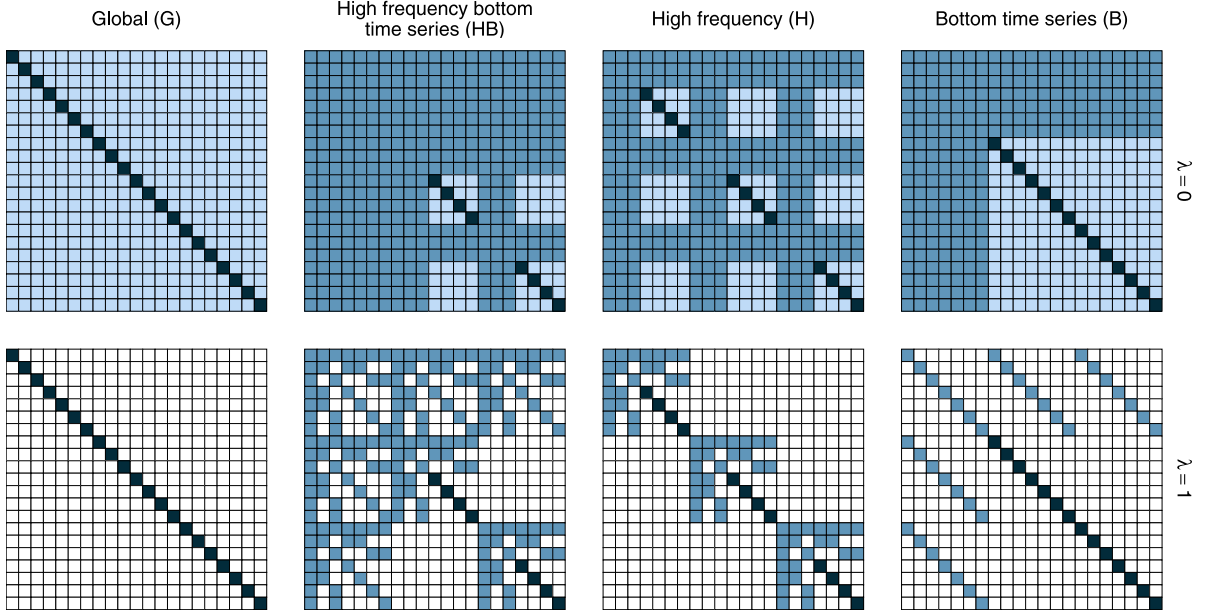 Global (G)
High frequency bottom
time series (HB)
High frequency (H)
Bottom time series (B)
λ = 0
λ = 1